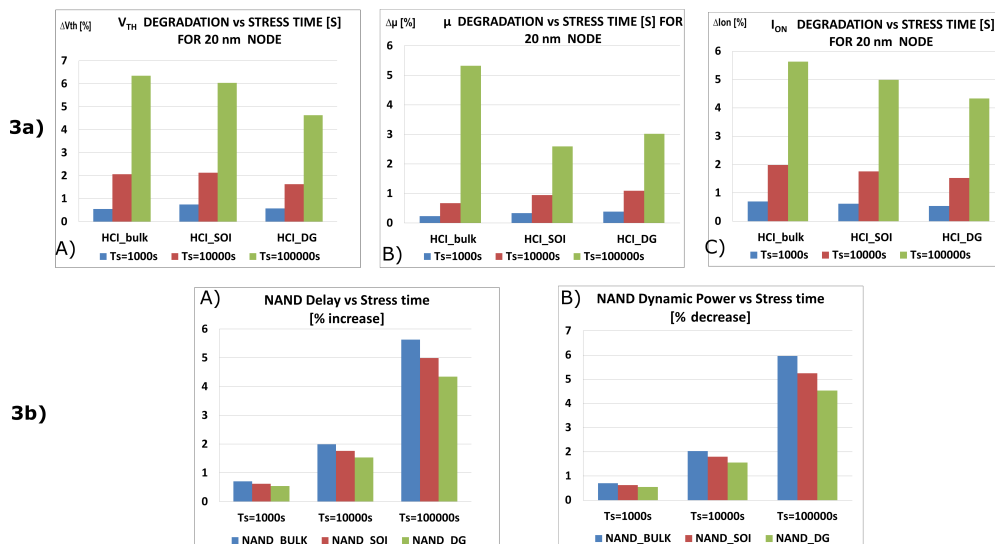 3a)
ΔVth [%]
V_TH DEGRADATION vs STRESS TIME [S]
FOR 20 nm NODE
7
6
5
4
3
2
1
0
HCI_bulk HCI_SOI HCI_DG
A)
Ts=1000s Ts=10000s Ts=100000s
Δμ [%]
μ DEGRADATION vs STRESS TIME [S] FOR
20 nm NODE
6
5
4
3
2
1
0
HCI_bulk HCI_SOI HCI_DG
B)
Ts=1000s Ts=10000s Ts=100000s
ΔIon [%]
I_ON DEGRADATION vs STRESS TIME [S]
FOR 20 nm NODE
6
5
4
3
2
1
0
HCI_bulk HCI_SOI HCI_DG
C)
Ts=1000s Ts=10000s Ts=100000s
3b)
A)
NAND Delay vs Stress time
[% increase]
6
5
4
3
2
1
0
Ts=1000s Ts=10000s Ts=100000s
NAND_BULK NAND_SOI NAND_DG
B)
NAND Dynamic Power vs Stress time
[% decrease]
7
6
5
4
3
2
1
0
Ts=1000s Ts=10000s Ts=100000s
NAND_BULK NAND_SOI NAND_DG